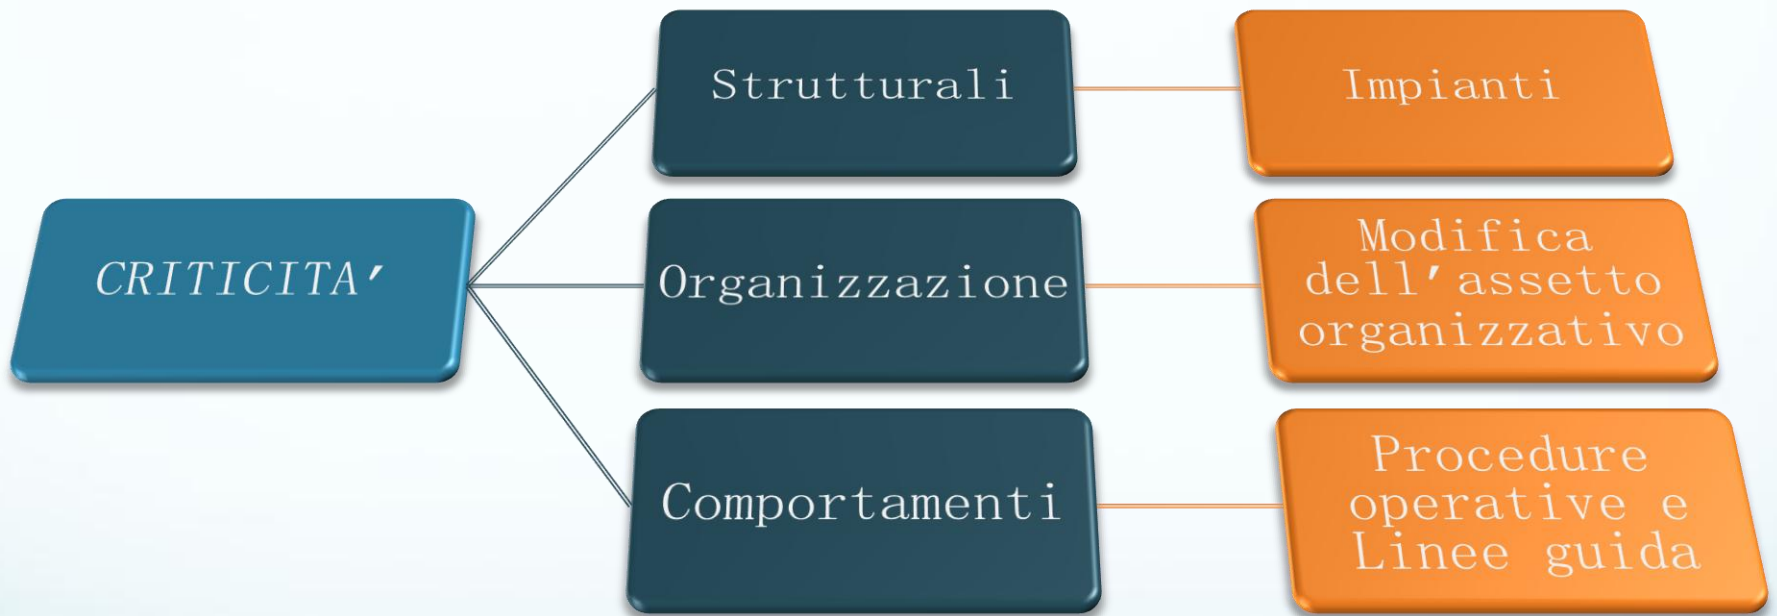 CRITICITA'
Strutturali
Impianti
Organizzazione
Modifica
dell'assetto
organizzativo
Comportamenti
Procedure
operative e
Linee guida